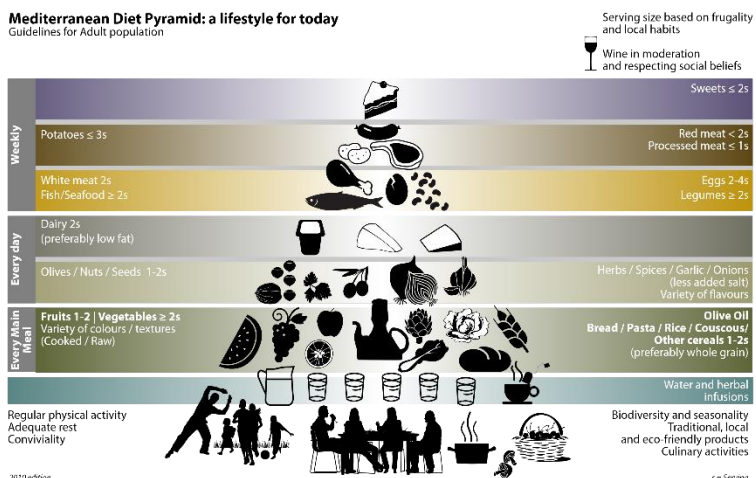 Mediterranean Diet Pyramid: a lifestyle for today
Guidelines for Adult population
Serving size based on frugality
and local habits
Wine in moderation
and respecting social beliefs
Weekly
Sweets ≤ 2s
Potatoes ≤ 3s
Red meat < 2s
Processed meat ≤ 1s
White meat 2s
Fish/Seafood ≥ 2s
Eggs 2-4s
Legumes ≥ 2s
Every day
Dairy 2s
(preferably low fat)
Olives / Nuts / Seeds 1-2s
Herbs / Spices / Garlic / Onions
(less added salt)
Variety of flavours
Every Main
Meal
Fruits 1-2 | Vegetables ≥ 2s
Variety of colours / textures
(Cooked / Raw)
Olive Oil
Bread / Pasta / Rice / Couscous/
Other cereals 1-2s
(preferably whole grain)
Water and herbal
infusions
Regular physical activity
Adequate rest
Conviviality
Biodiversity and seasonality
Traditional, local
and eco-friendly products
Culinary activities
2010 edition
s = Serving